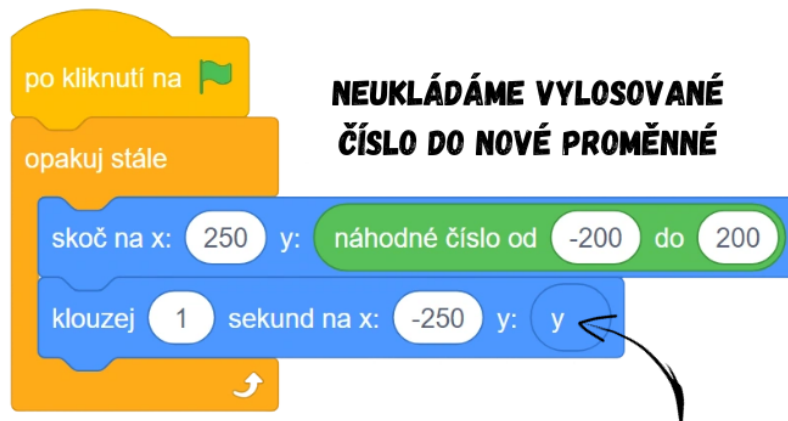 po kliknutí na
NEUKLÁDÁME VYLOSOVANÉ
ČÍSLO DO NOVÉ PROMĚNNÉ
opakuj stále
skoč na x: 250 y: náhodné číslo od -200 do 200
klouzej 1 sekund na x: -250 y: y